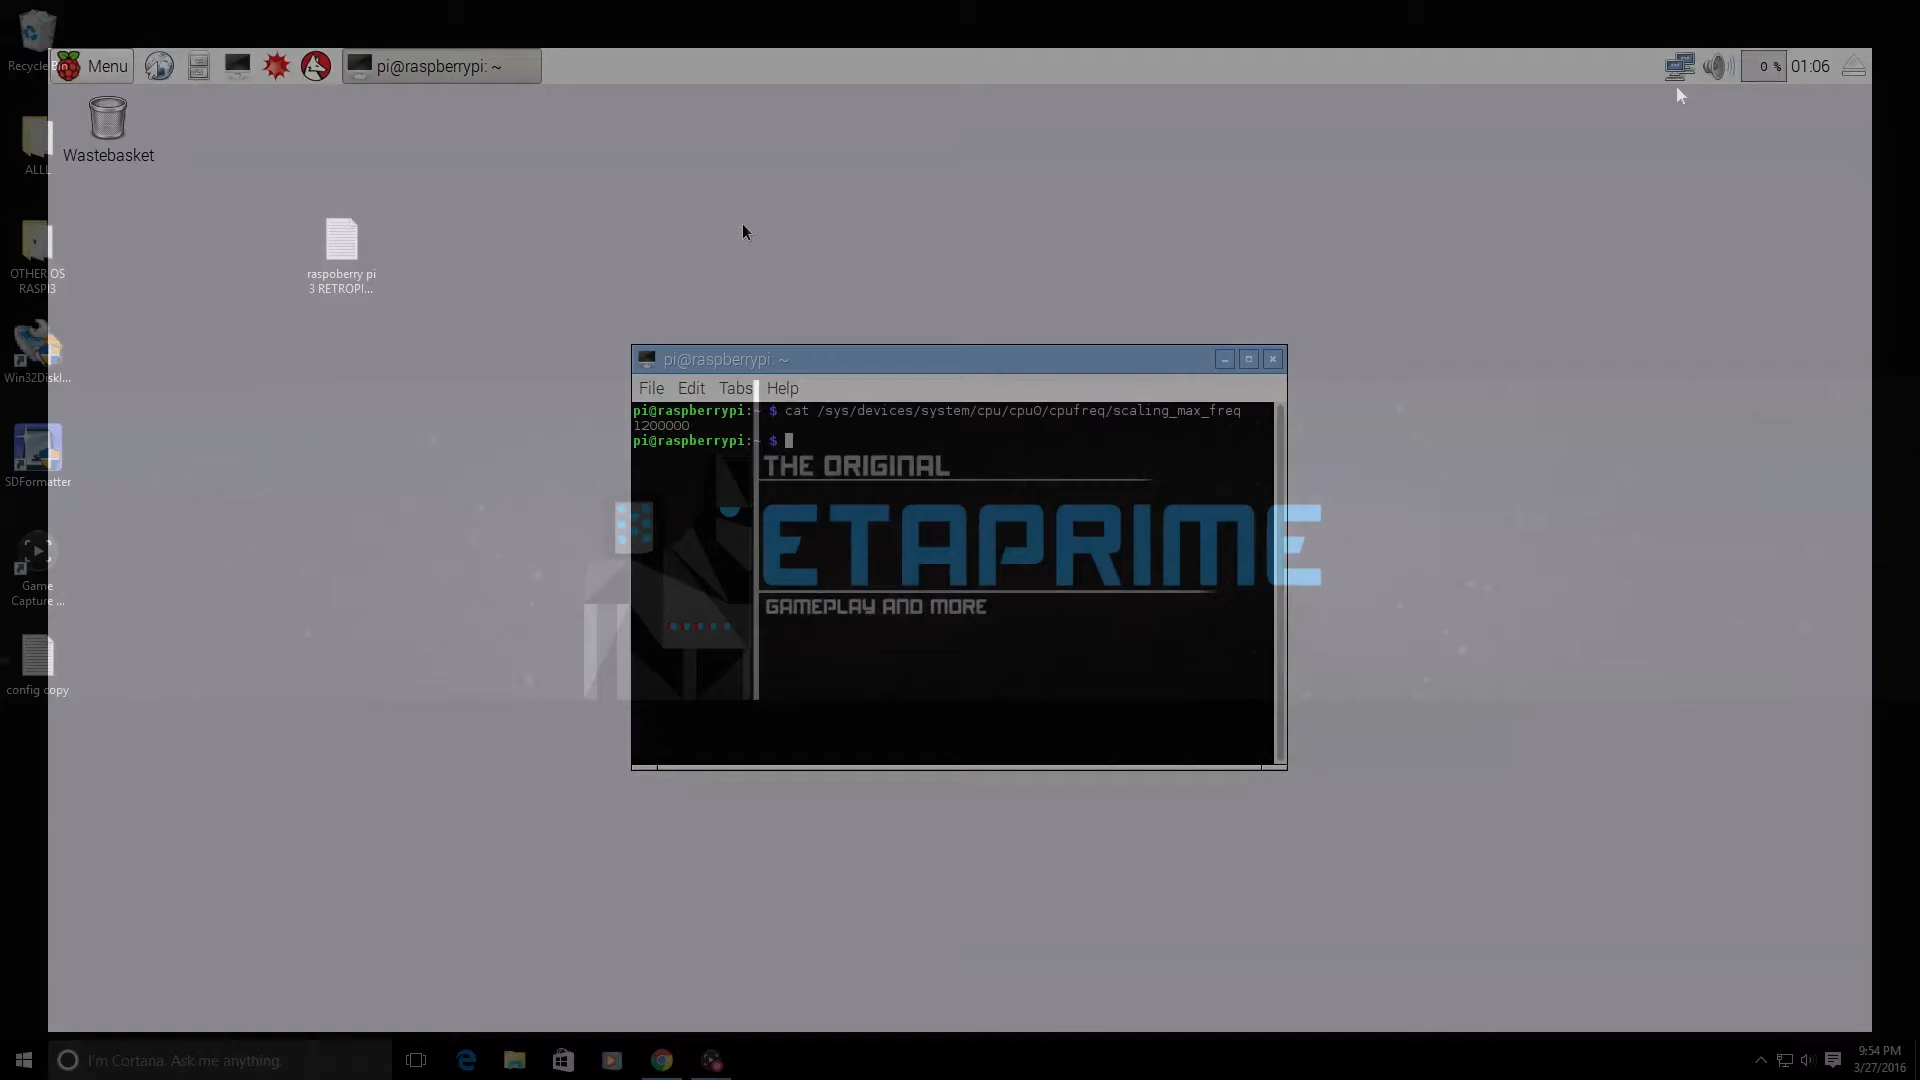 Recycle Bin
Menu
pi@raspberrypi: ~
0 %
01:06
Wastebasket
ALLL
raspoberry pi
3 RETROPI...
OTHER OS
RASPI3
Win32DiskI...
pi@raspberrypi: ~
File Edit Tabs Help
pi@raspberrypi:~ $ cat /sys/devices/system/cpu/cpu0/cpufreq/scaling_max_freq
1200000
pi@raspberrypi:~ $
THE ORIGINAL
ETAPRIME
GAMEPLAY AND MORE
SDFormatter
Game
Capture ...
config copy
I'm Cortana. Ask me anything.
9:54 PM
3/27/2016